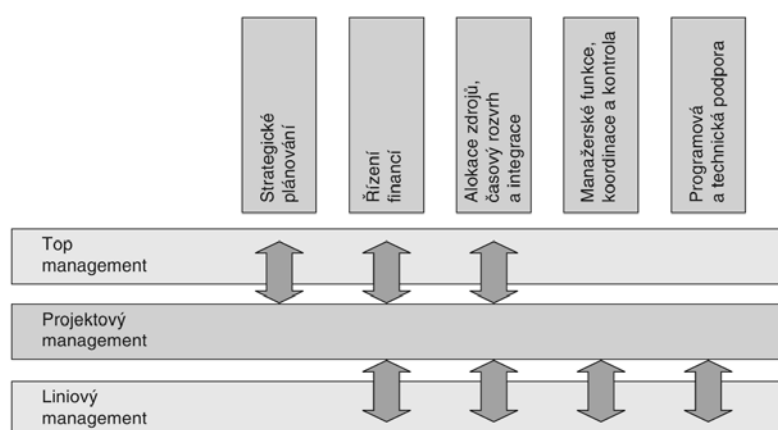 Strategické
plánování
Řízení
financí
Alokace zdrojů,
časový rozvrh
a integrace
Manažerské funkce,
koordinace a kontrola
Programová
a technická podpora
Top
management
Projektový
management
Liniový
management